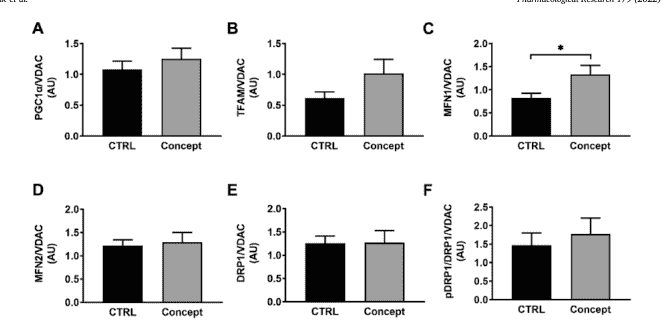 et al.
Pharmacological Research 179 (2022)
A
1.5
1.0
0.5
0.0
PGC1α/VDAC
(AU)
CTRL Concept
B
1.5
1.0
0.5
0.0
TFAM/VDAC
(AU)
CTRL Concept
C
2.0
1.5
1.0
0.5
0.0
MFN1/VDAC
(AU)
*
CTRL Concept
D
2.0
1.5
1.0
0.5
0.0
MFN2/VDAC
(AU)
CTRL Concept
E
2.0
1.5
1.0
0.5
0.0
DRP1/VDAC
(AU)
CTRL Concept
F
2.5
2.0
1.5
1.0
0.5
0.0
pDRP1/DRP1/VDAC
(AU)
CTRL Concept